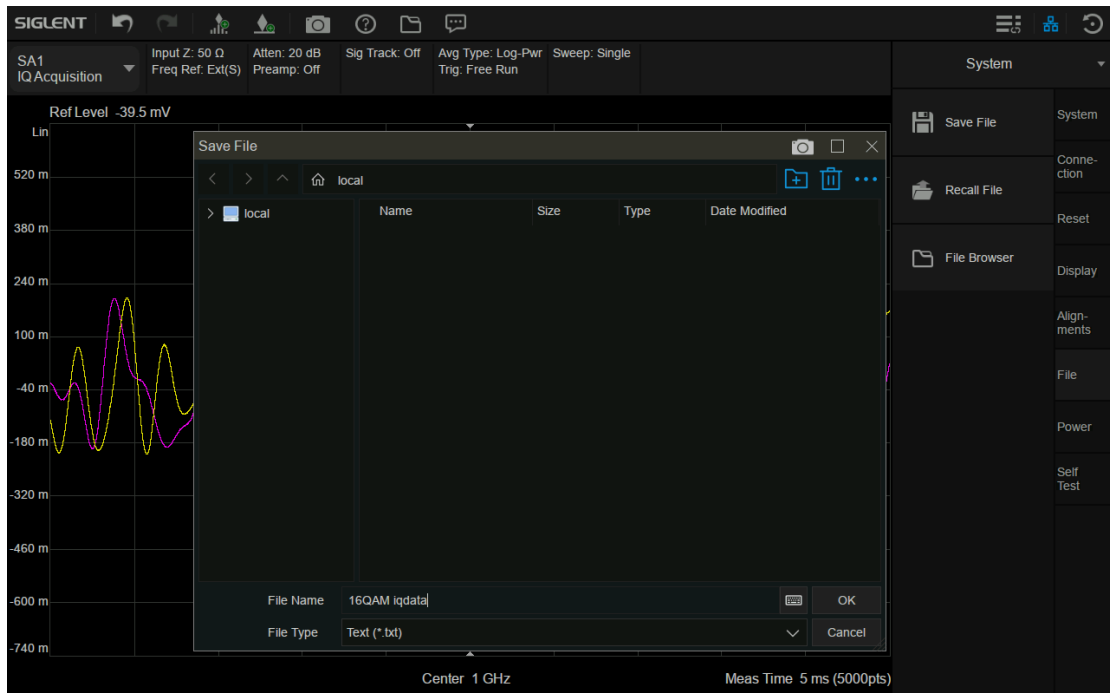 SIGLENT
SA1
IQ Acquisition
Input Z: 50 Ω
Freq Ref: Ext(S)
Atten: 20 dB
Preamp: Off
Sig Track: Off
Avg Type: Log-Pwr
Trig: Free Run
Sweep: Single
System
Ref Level -39.5 mV
Lin
520 m
380 m
240 m
100 m
-40 m
-180 m
-320 m
-460 m
-600 m
-740 m
Save File
local
local
Name Size Type Date Modified
File Name 16QAM iqdata OK
File Type Text (*.txt) Cancel
Center 1 GHz
Meas Time 5 ms (5000pts)
Save File
Recall File
File Browser
System
Conne-
ction
Reset
Display
Align-
ments
File
Power
Self
Test